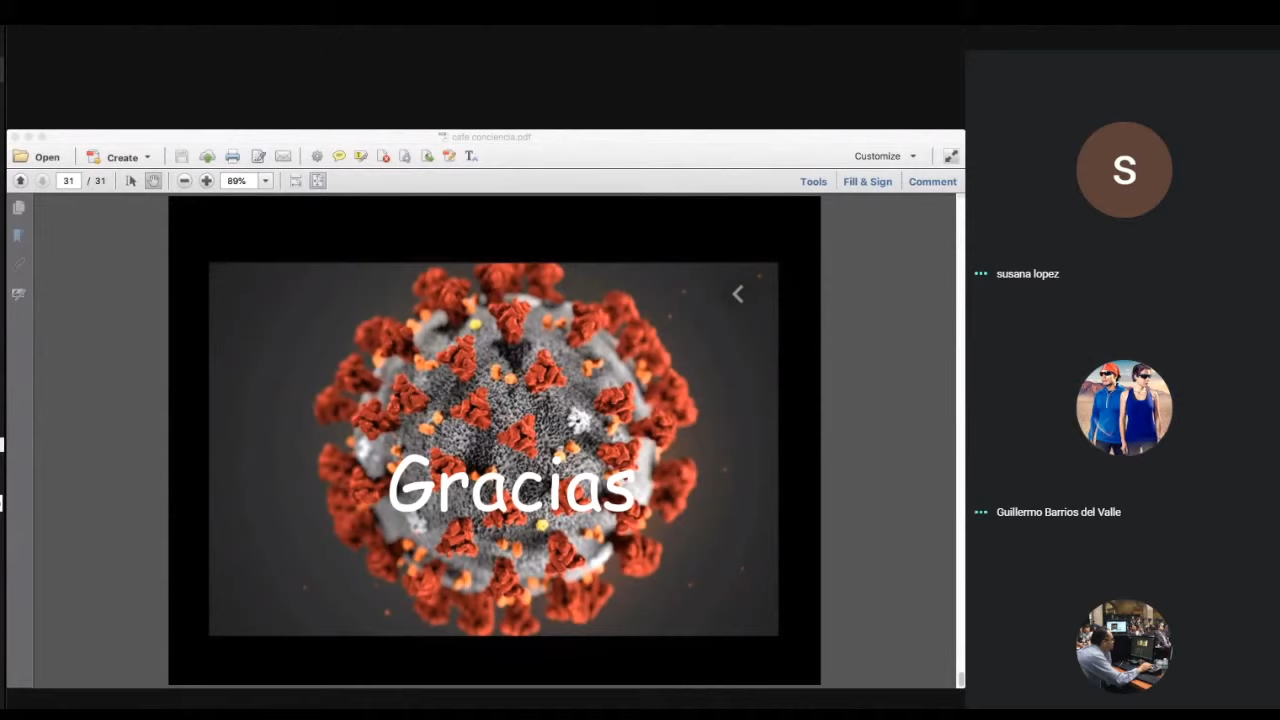 cafe conciencia.pdf
Open
Create
Customize
31 / 31
89%
Tools
Fill & Sign
Comment
Gracias
S
susana lopez
Guillermo Barrios del Valle